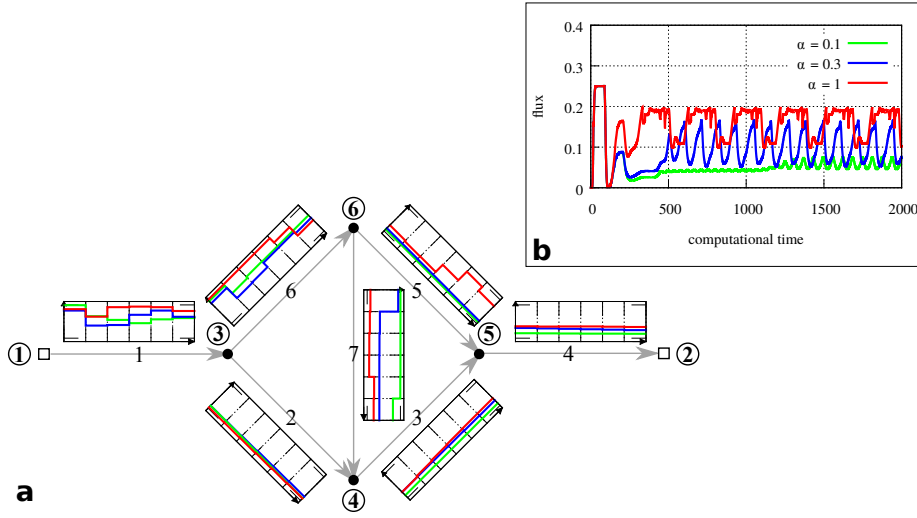 0.4
0.3
0.2
0.1
0
flux
α = 0.1
α = 0.3
α = 1
0 500 1000 1500 2000
computational time
b
6
6 5
3 7 5
1 1 4 2
2 3
4
a